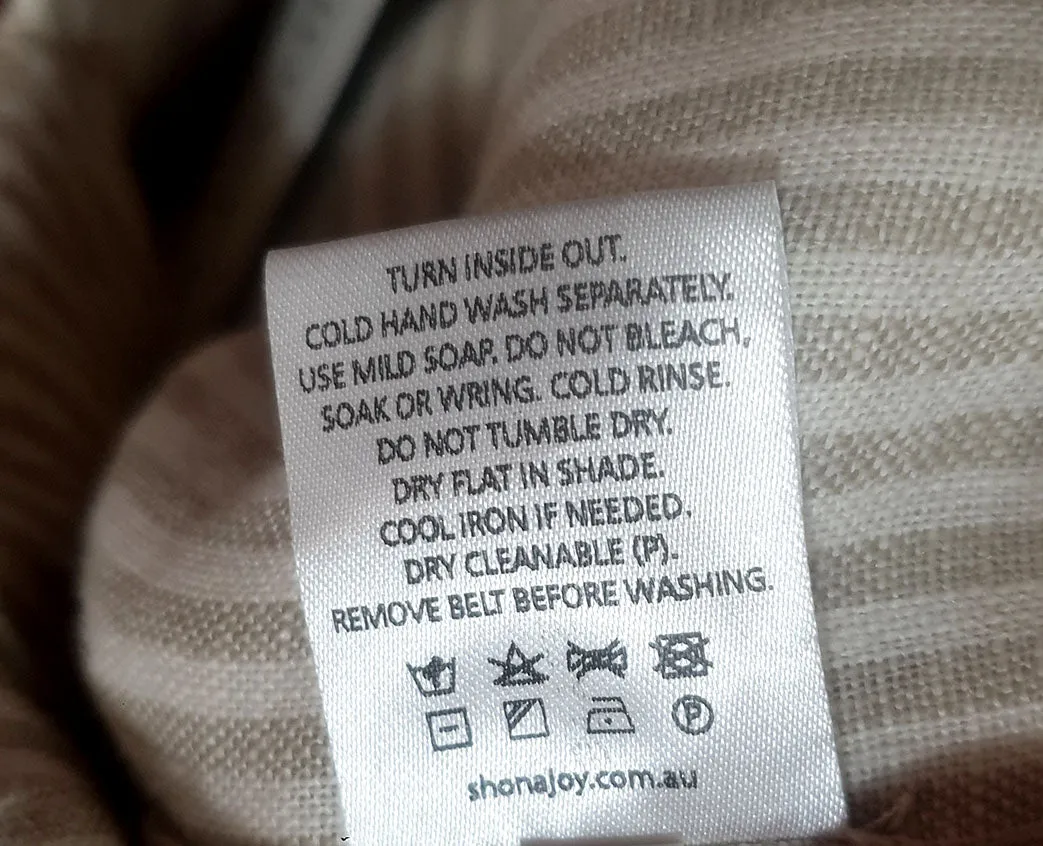 TURN INSIDE OUT.
COLD HAND WASH SEPARATELY.
USE MILD SOAP. DO NOT BLEACH,
SOAK OR WRING. COLD RINSE.
DO NOT TUMBLE DRY.
DRY FLAT IN SHADE.
COOL IRON IF NEEDED.
DRY CLEANABLE (P).
REMOVE BELT BEFORE WASHING.
P
shonajoy.com.au